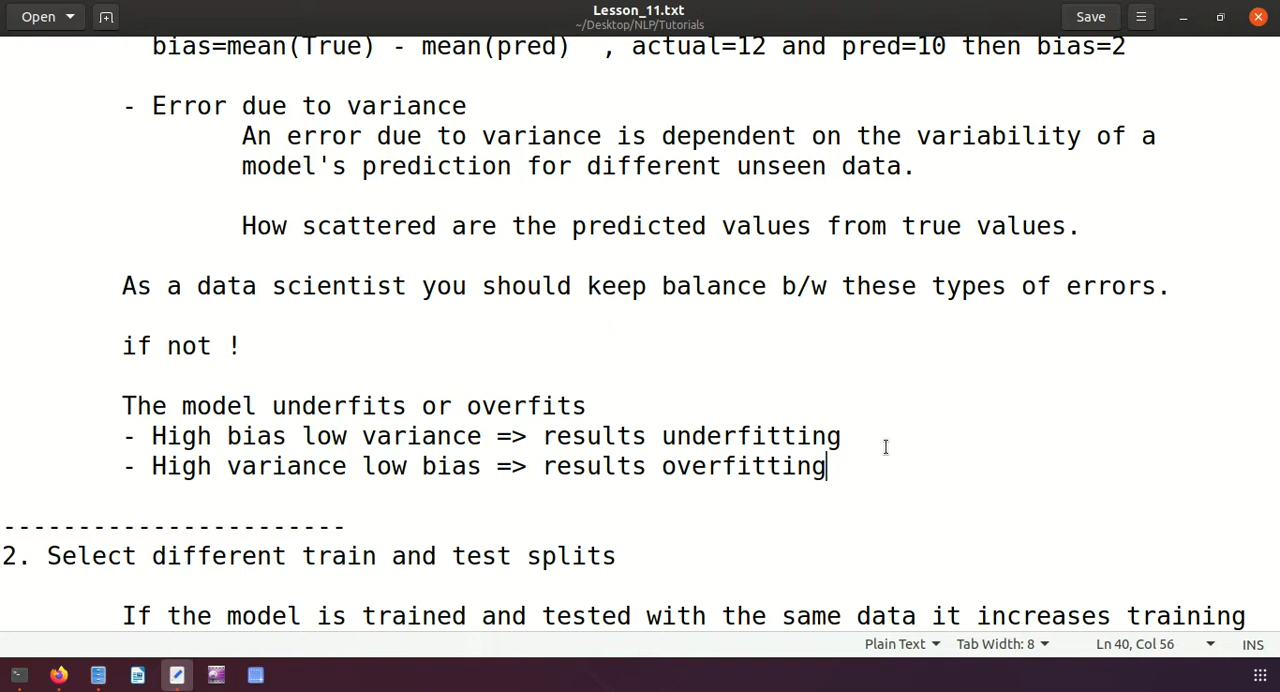 Open
Lesson_11.txt
~/Desktop/NLP/Tutorials
Save
bias=mean(True) - mean(pred)  , actual=12 and pred=10 then bias=2
- Error due to variance
An error due to variance is dependent on the variability of a
model's prediction for different unseen data.
How scattered are the predicted values from true values.
As a data scientist you should keep balance b/w these types of errors.
if not !
The model underfits or overfits
- High bias low variance => results underfitting
- High variance low bias => results overfitting
-----------------------
2. Select different train and test splits
If the model is trained and tested with the same data it increases training
Plain Text
Tab Width: 8
Ln 40, Col 56
INS